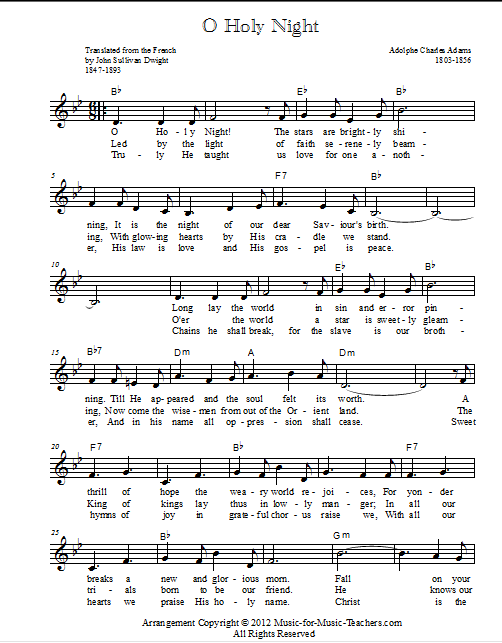 O Holy Night
Translated from the French
by John Sullivan Dwight
1847-1893
Adolphe Charles Adams
1803-1856
B♭ E♭ B♭
O Ho - ly Night! The stars are bright - ly shi -
Led by the light of faith se - rene - ly beam -
Tru - ly He taught us love for one a - noth -
5 F7 B♭
ning, It is the night of our dear Sav - iour's birth.
ing, With glow-ing hearts by His cra - dle we stand.
er, His law is love and His gos - pel is peace.
10 E♭ B♭
Long lay the world in sin and er - ror pin -
O'er the world a star is sweet - ly gleam -
Chains he shall break, for the slave is our broth -
15 B♭7 Dm A Dm
ning. Till He ap - peared and the soul felt its worth. A
ing, Now come the wise - men from out of the Or - ient land. The
er, And in his name all op - pres - sion shall cease. Sweet
20 F7 B♭ F7
thrill of hope the wea - ry world re - joi - ces, For yon - der
King of kings lay thus in low - ly man - ger; In all our
hymns of joy in grate - ful chor - us raise we, With all our
25 B♭ Gm
breaks a new and glor - ious morn. Fall on your
tri - als born to be our friend. He knows our
hearts we praise His ho - ly name. Christ is the
Arrangement Copyright © 2012 Music-for-Music-Teachers.com
All Rights Reserved